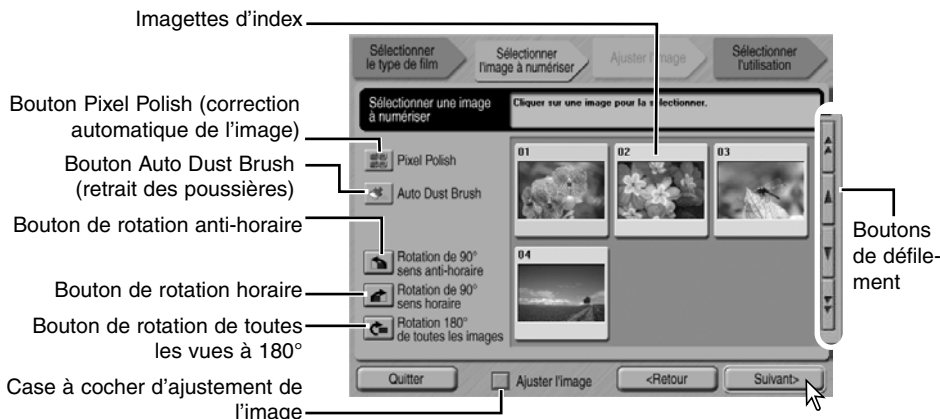 Imagettes d'index
Sélectionner
le type de film
Sélectionner
l'image à numériser
Ajuster l'image
Sélectionner
l'utilisation
Bouton Pixel Polish (correction
automatique de l'image)
Bouton Auto Dust Brush
(retrait des poussières)
Bouton de rotation anti-horaire
Bouton de rotation horaire
Bouton de rotation de toutes
les vues à 180°
Case à cocher d'ajustement de
l'image
Sélectionner une image
à numériser
Cliquer sur une image pour la sélectionner.
Pixel Polish
Auto Dust Brush
Rotation de 90°
sens anti-horaire
Rotation de 90°
sens horaire
Rotation 180°
de toutes les images
01
02
03
04
Boutons
de défile-
ment
Quitter
Ajuster l'image
<Retour
Suivant>